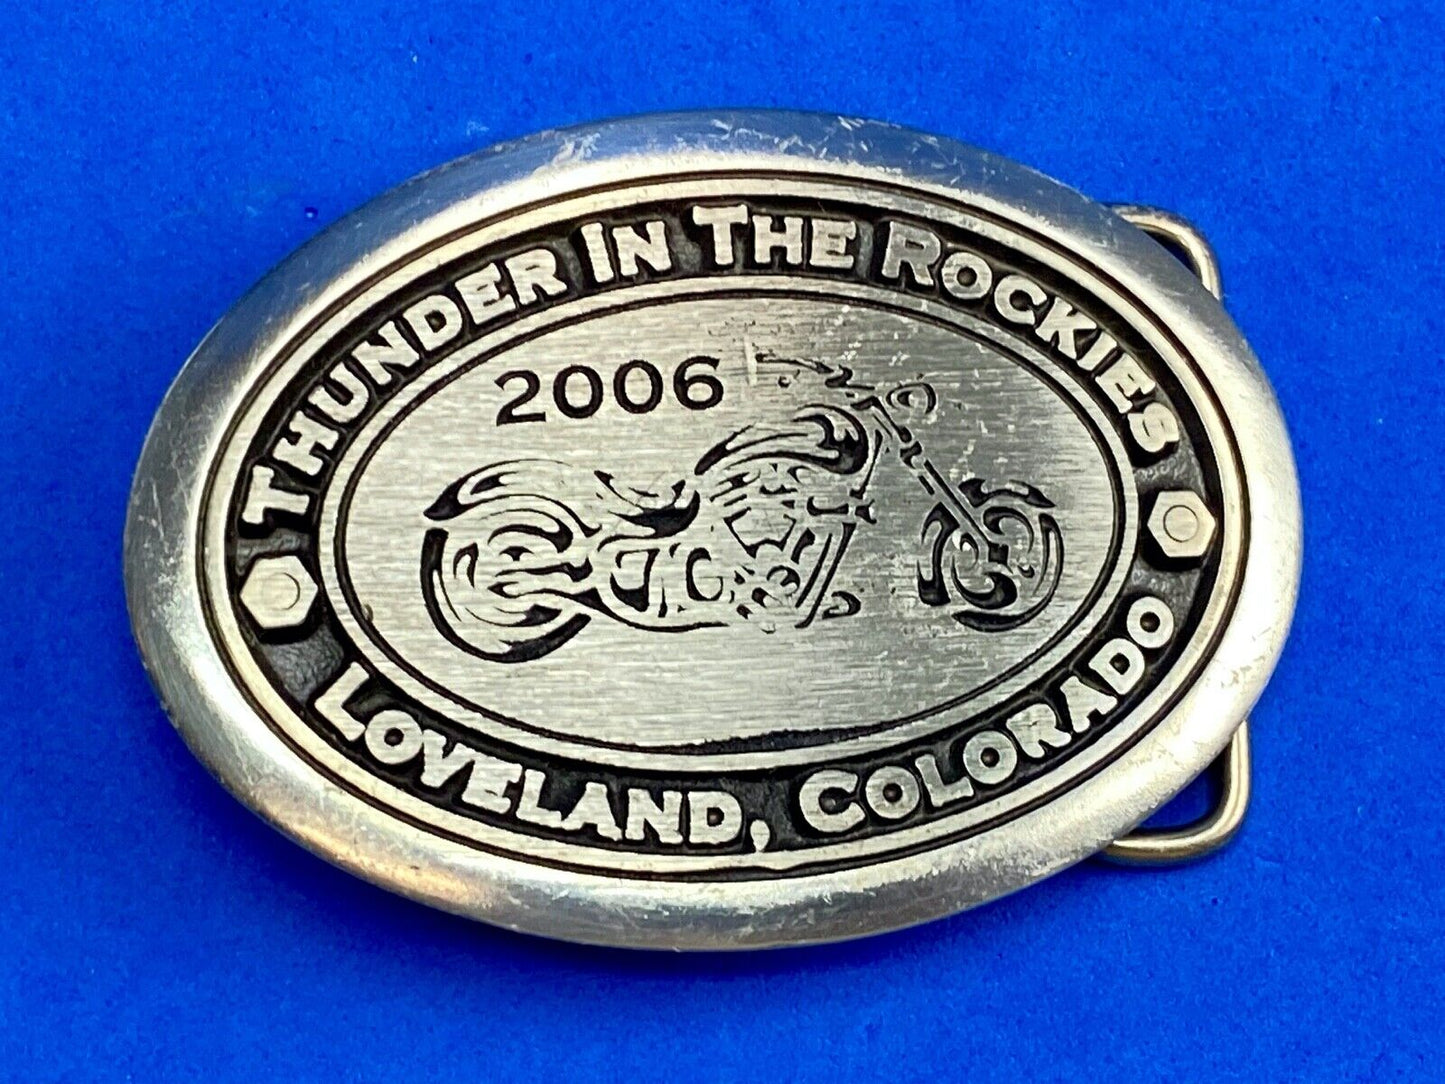 THUNDER IN THE ROCKIES
2006
LOVELAND, COLORADO